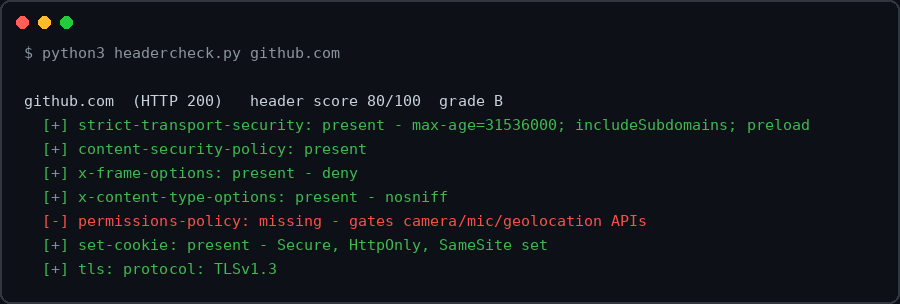 $ python3 headercheck.py github.com
github.com (HTTP 200) header score 80/100 grade B
[+] strict-transport-security: present - max-age=31536000; includeSubdomains; preload
[+] content-security-policy: present
[+] x-frame-options: present - deny
[+] x-content-type-options: present - nosniff
[-] permissions-policy: missing - gates camera/mic/geolocation APIs
[+] set-cookie: present - Secure, HttpOnly, SameSite set
[+] tls: protocol: TLSv1.3